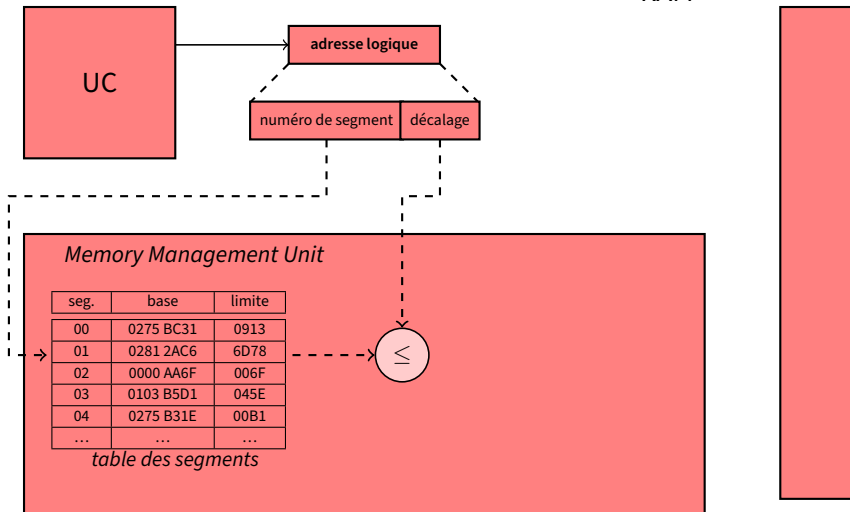 UC
adresse logique
numéro de segment décalage
Memory Management Unit
seg. base limite
00 0275 BC31 0913
01 0281 2AC6 6D78
02 0000 AA6F 006F
03 0103 B5D1 045E
04 0275 B31E 00B1
... ... ...
≤
table des segments